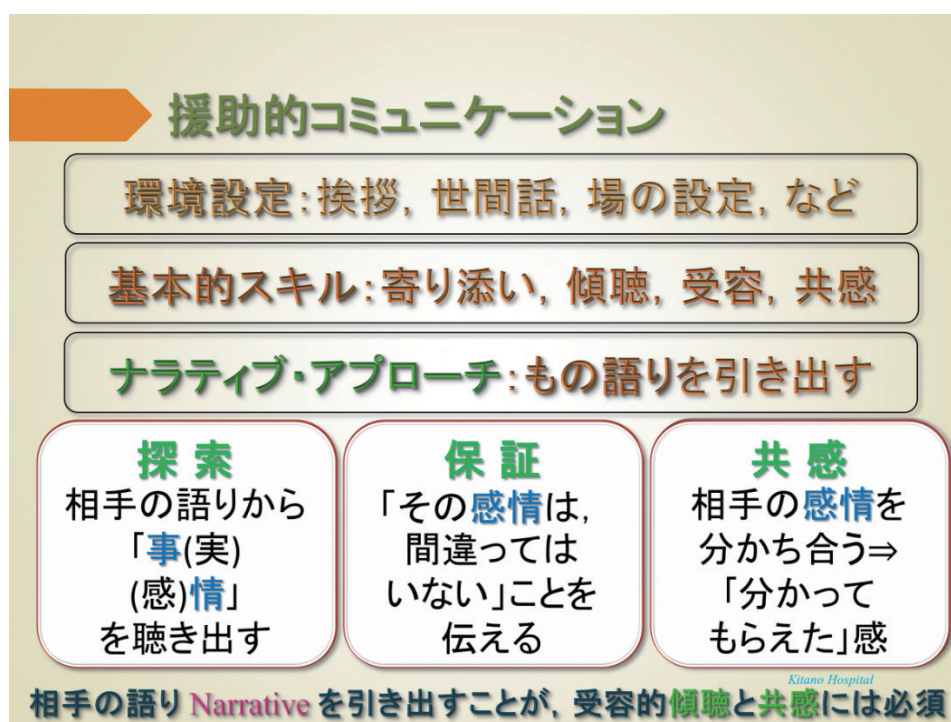 援助的コミュニケーション
環境設定：挨拶，世間話，場の設定，など
基本的スキル：寄り添い，傾聴，受容，共感
ナラティブ・アプローチ：もの語りを引き出す
探索
相手の語りから
「事(実)
(感)情」
を聴き出す
保証
「その感情は，
間違っては
いない」ことを
伝える
共感
相手の感情を
分かち合う⇒
「分かって
もらえた」感
Kitano Hospital
相手の語り Narrative を引き出すことが，受容的傾聴と共感には必須